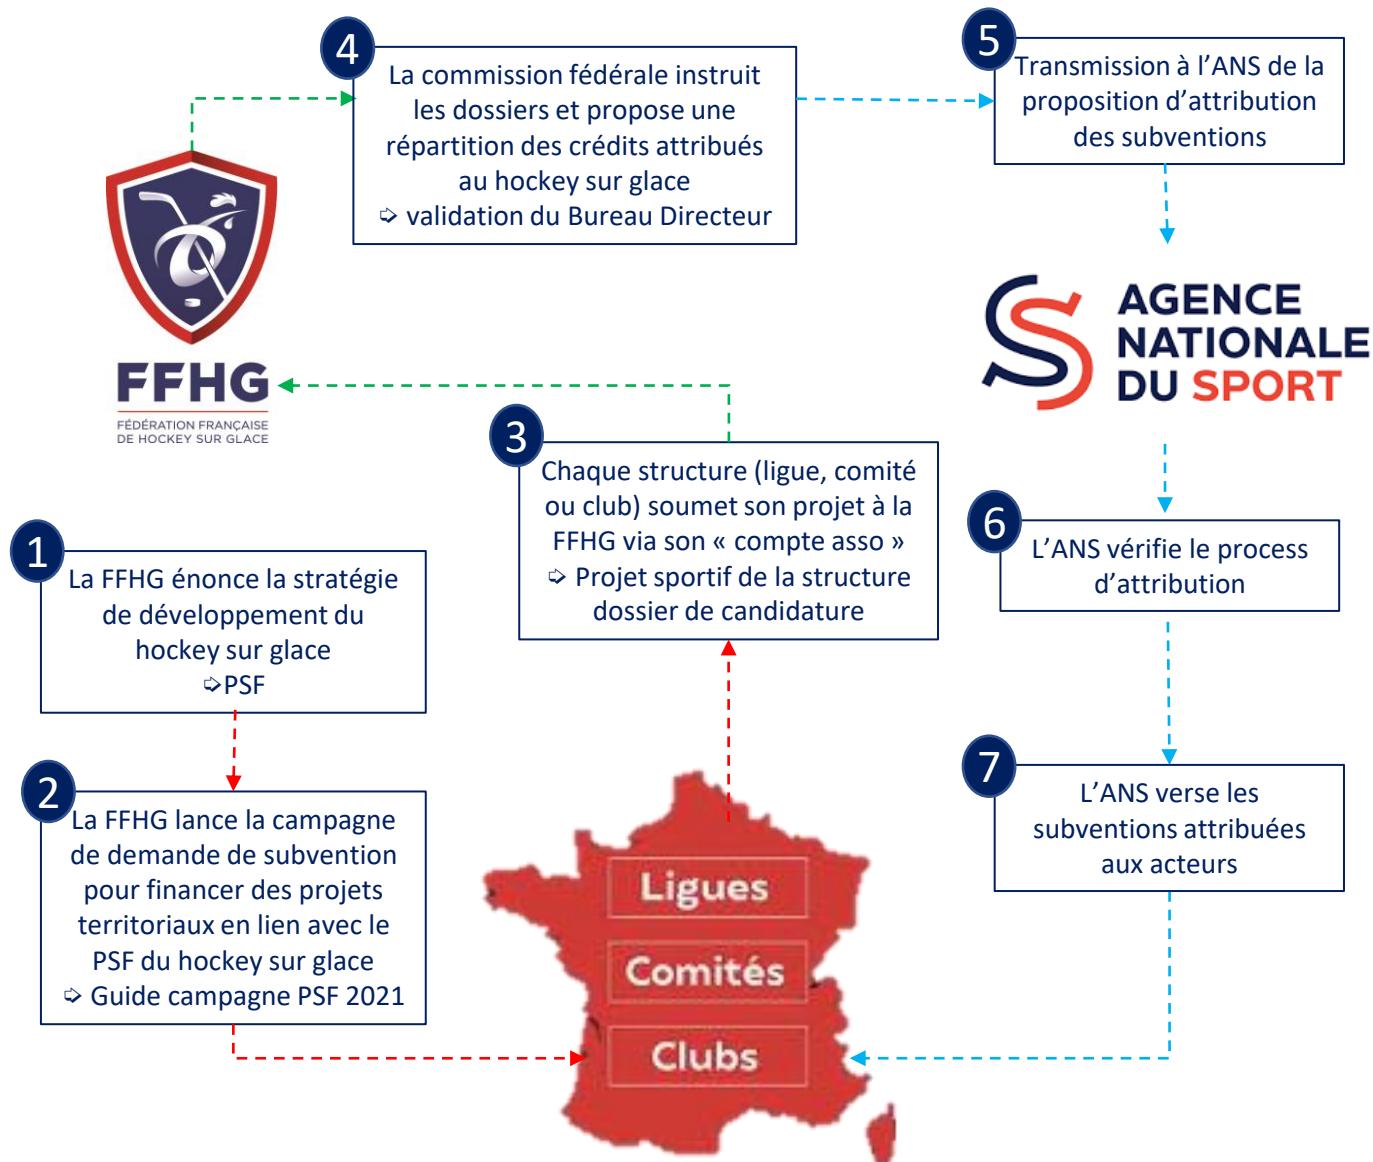 1
La FFHG énonce la stratégie
de développement du
hockey sur glace
➭PSF
2
La FFHG lance la campagne
de demande de subvention
pour financer des projets
territoriaux en lien avec le
PSF du hockey sur glace
➭ Guide campagne PSF 2021
Ligues
Comités
Clubs
3
Chaque structure (ligue, comité
ou club) soumet son projet à la
FFHG via son « compte asso »
➭ Projet sportif de la structure
dossier de candidature
FFHG
FÉDÉRATION FRANÇAISE
DE HOCKEY SUR GLACE
4
La commission fédérale instruit
les dossiers et propose une
répartition des crédits attribués
au hockey sur glace
➭ validation du Bureau Directeur
5
Transmission à l’ANS de la
proposition d’attribution
des subventions
AGENCE
NATIONALE
DU SPORT
6
L’ANS vérifie le process
d’attribution
7
L’ANS verse les
subventions attribuées
aux acteurs